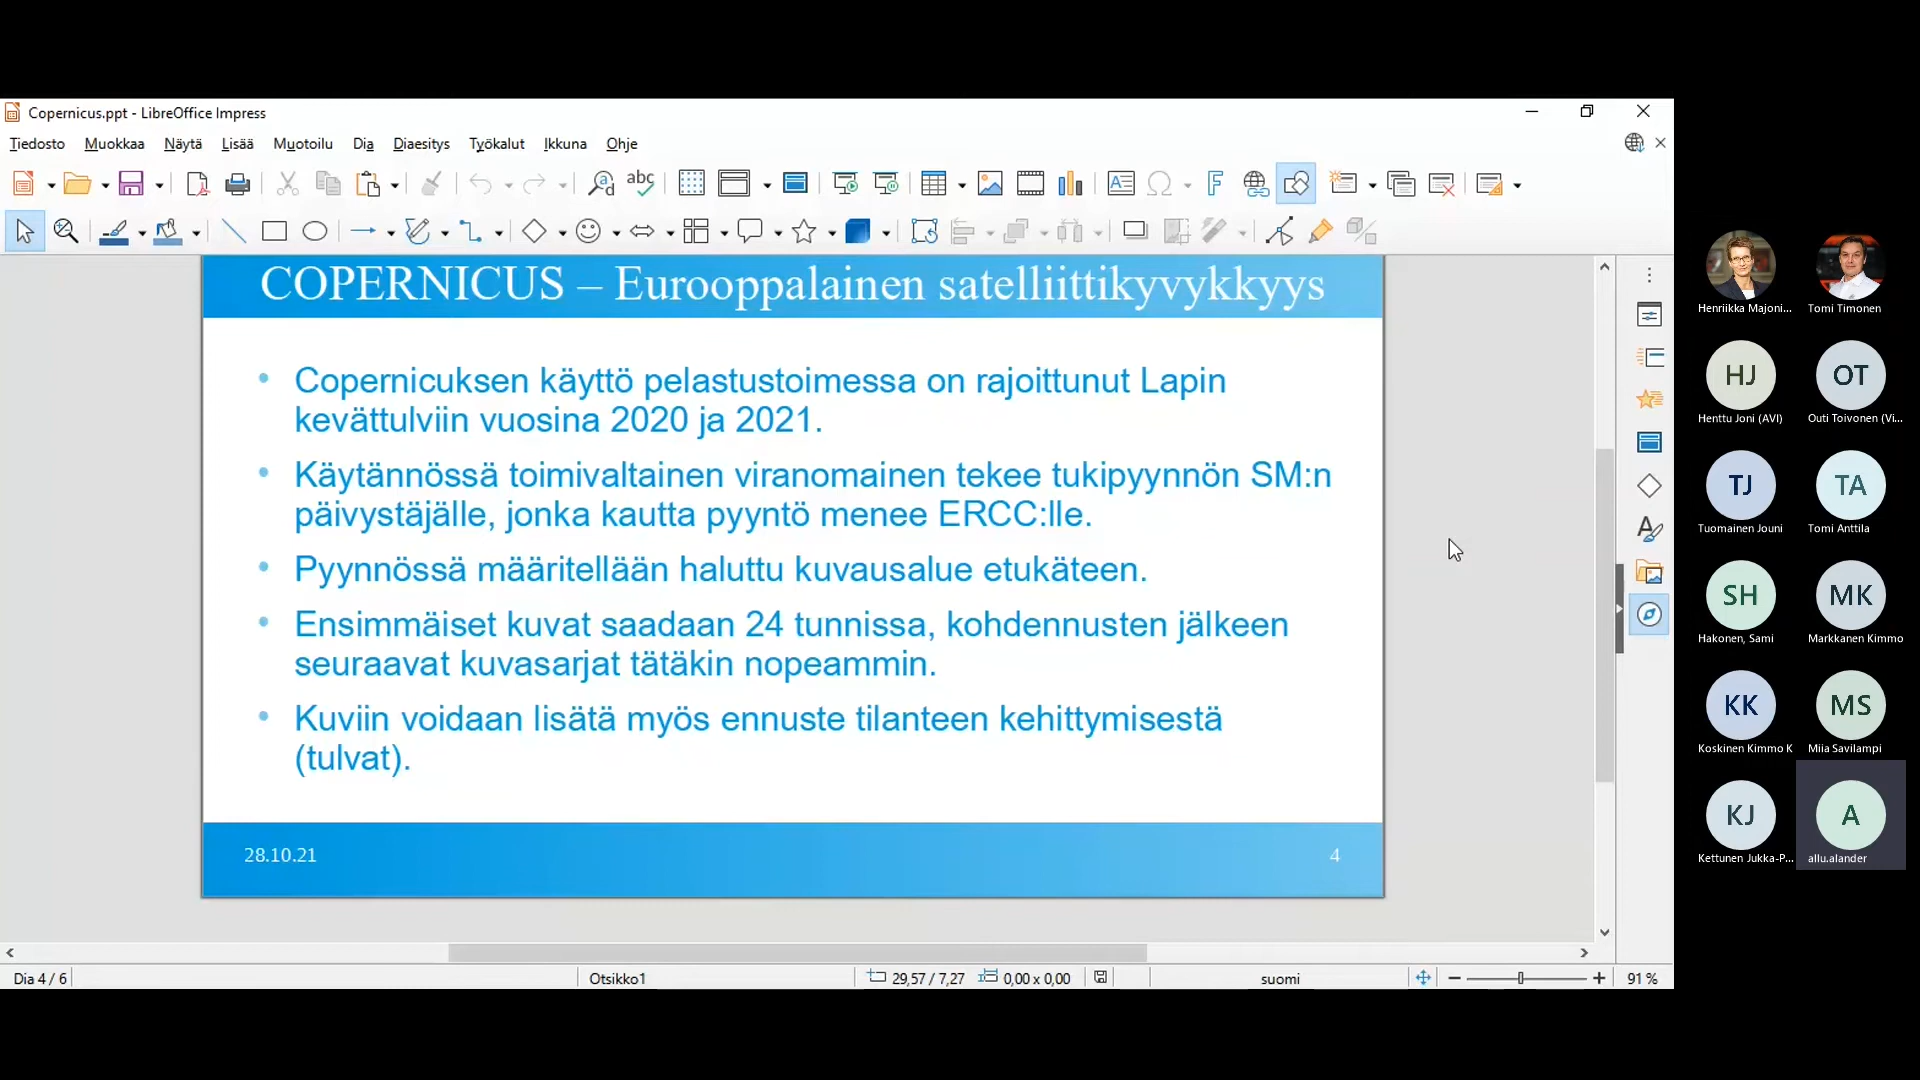 Copernicus.ppt - LibreOffice Impress
Tiedosto Muokkaa Näytä Lisää Muotoilu Dia Diaesitys Työkalut Ikkuna Ohje
COPERNICUS – Eurooppalainen satelliittikyvykkyys
• Copernicuksen käyttö pelastustoimessa on rajoittunut Lapin
kevättulviin vuosina 2020 ja 2021.
• Käytännössä toimivaltainen viranomainen tekee tukipyynnön SM:n
päivystäjälle, jonka kautta pyyntö menee ERCC:lle.
• Pyynnössä määritellään haluttu kuvausalue etukäteen.
• Ensimmäiset kuvat saadaan 24 tunnissa, kohdennusten jälkeen
seuraavat kuvasarjat tätäkin nopeammin.
• Kuviin voidaan lisätä myös ennuste tilanteen kehittymisestä
(tulvat).
28.10.21 4
Dia 4 / 6 Otsikko1 29,57 / 7,27 0,00 x 0,00 suomi 91 %
Henriikka Majoni... Tomi Timonen
HJ OT
Henttu Joni (AVI) Outi Toivonen (Vi...
TJ TA
Tuomainen Jouni Tomi Anttila
SH MK
Hakonen, Sami Markkanen Kimmo
KK MS
Koskinen Kimmo K Miia Savilampi
KJ A
Kettunen Jukka-P... allu.alander